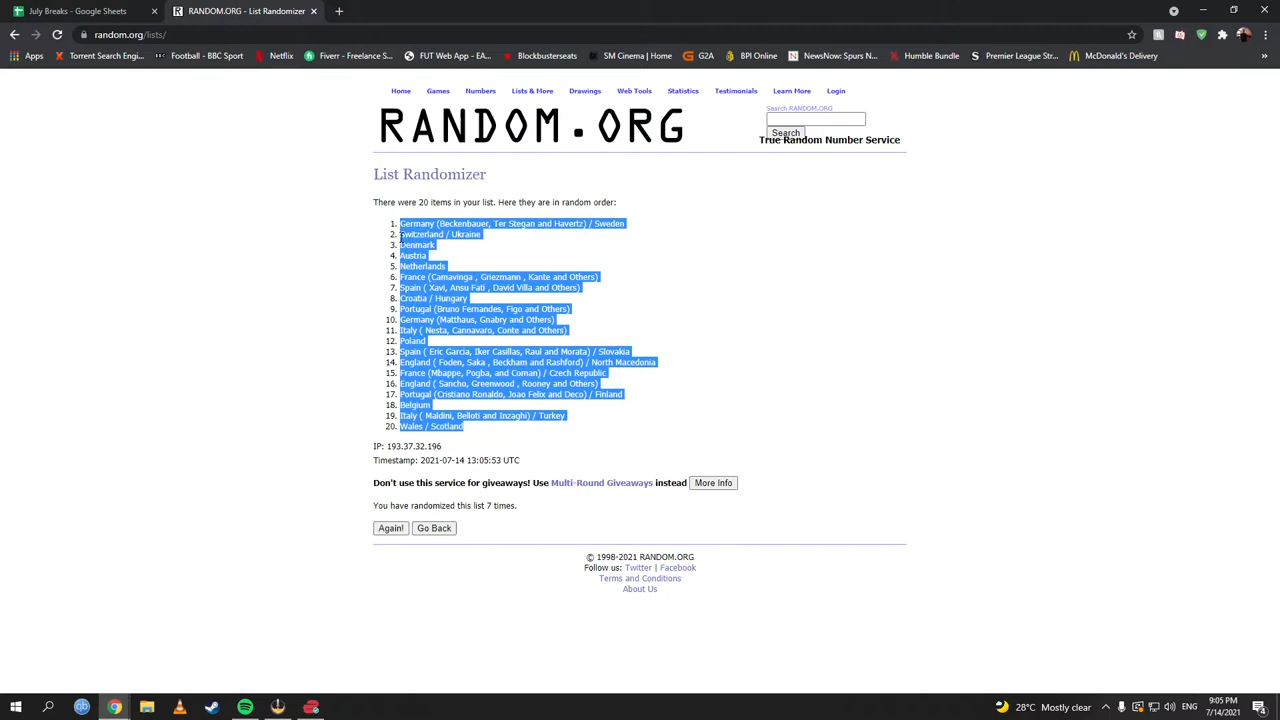 RANDOM.ORG
RANDOM.ORG
random.org/lists/
Apps
Torrent Search Engi...
Football - BBC Sport
Netflix
Fiverr - Freelance S...
FUT Web App - EA...
Blockbusterseats
SM Cinema | Home
G2A
BPI Online
NewsNow: Spurs N...
Humble Bundle
Premier League Str...
McDonald's Delivery
Home Games Numbers Lists & More Drawings Web Tools Statistics Testimonials Learn More Login
Search RANDOM.ORG
RANDOM.ORG
Search
True Random Number Service
List Randomizer
There were 20 items in your list. Here they are in random order:
1. Germany (Beckenbauer, Ter Stegan and Havertz) / Sweden
2. Switzerland / Ukraine
3. Denmark
4. Austria
5. Netherlands
6. France (Camavinga , Griezmann , Kante and Others)
7. Spain ( Xavi, Ansu Fati , David Villa and Others)
8. Croatia / Hungary
9. Portugal (Bruno Fernandes, Figo and Others)
10. Germany (Matthaus, Gnabry and Others)
11. Italy ( Nesta, Cannavaro, Conte and Others)
12. Poland
13. Spain ( Eric Garcia, Iker Casillas, Raul and Morata) / Slovakia
14. England ( Foden, Saka , Beckham and Rashford) / North Macedonia
15. France (Mbappe, Pogba, and Coman) / Czech Republic
16. England ( Sancho, Greenwood , Rooney and Others)
17. Portugal (Cristiano Ronaldo, Joao Felix and Deco) / Finland
18. Belgium
19. Italy ( Maldini, Belloti and Inzaghi) / Turkey
20. Wales / Scotland
IP: 193.37.32.196
Timestamp: 2021-07-14 13:05:53 UTC
Don't use this service for giveaways! Use Multi-Round Giveaways instead More Info
You have randomized this list 7 times.
Again! Go Back
© 1998-2021 RANDOM.ORG
Follow us: Twitter | Facebook
Terms and Conditions
About Us
28°C Mostly clear
9:05 PM
7/14/2021